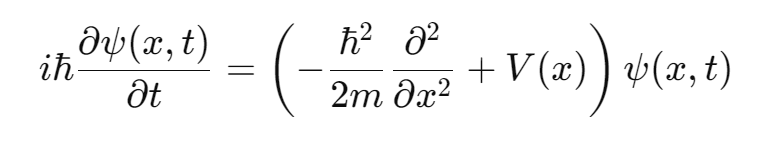 iℏ ∂ψ(x, t)/∂t = (−ℏ²/2m ∂²/∂x² + V(x)) ψ(x, t)